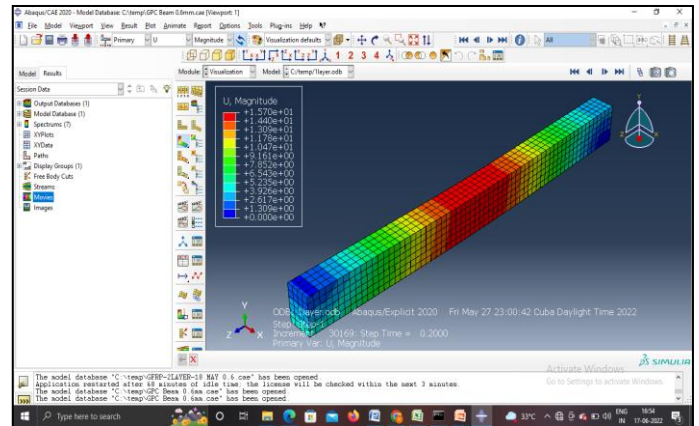 Abaqus/CAE 2020 - Model Database: C:\temp\GPC Beam 0.6mm.cae [Viewport: 1]
File Model Viewport View Result Plot Animate Report Options Tools Plug-ins Help
Primary U Magnitude Visualization defaults All
1 2 3 4
Model Results Module: Visualization Model: C:/temp/1layer.odb
Session Data
Output Databases (1)
Model Database (1)
Spectrums (7)
XYPlots
XYData
Paths
Display Groups (1)
Free Body Cuts
Streams
Movies
Images
U, Magnitude
+1.570e+01
+1.440e+01
+1.309e+01
+1.178e+01
+1.047e+01
+9.161e+00
+7.852e+00
+6.543e+00
+5.235e+00
+3.926e+00
+2.617e+00
+1.309e+00
+0.000e+00
Y
Z X
ODB: 1layer.odb Abaqus/Explicit 2020 Fri May 27 23:00:42 Cuba Daylight Time 2022
30169: Step Time = 0.2000
Primary Var: U, Magnitude
SIMULIA
Activate Windows
Go to Settings to activate Windows.
The model database "C:\temp\GFRP-2LAYER-18 MAY 0.6.cae" has been opened
Application restarted after 68 minutes of idle time; the license will be checked within the next 3 minutes.
The model database "C:\temp\GPC Beam 0.6mm.cae" has been opened.
The model database "C:\temp\GPC Beam 0.6mm.cae" has been opened.
Type here to search
33°C
ENG
IN
16:54
17-06-2022